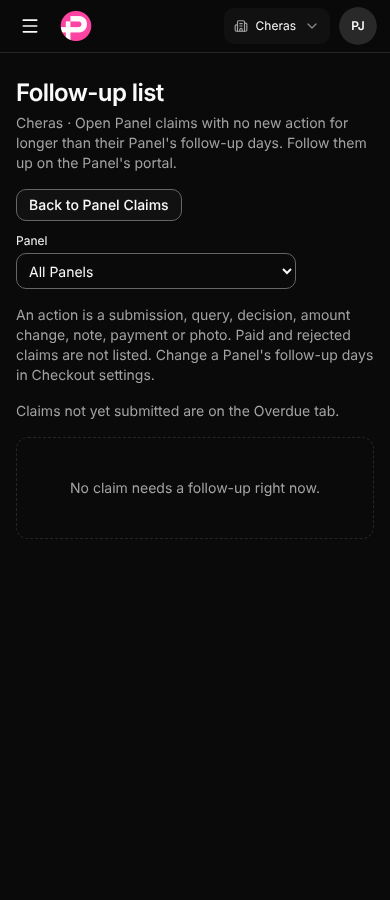 Cheras
PJ
Follow-up list
Cheras · Open Panel claims with no new action for
longer than their Panel's follow-up days. Follow them
up on the Panel's portal.
Back to Panel Claims
Panel
All Panels
An action is a submission, query, decision, amount
change, note, payment or photo. Paid and rejected
claims are not listed. Change a Panel's follow-up days
in Checkout settings.
Claims not yet submitted are on the Overdue tab.
No claim needs a follow-up right now.